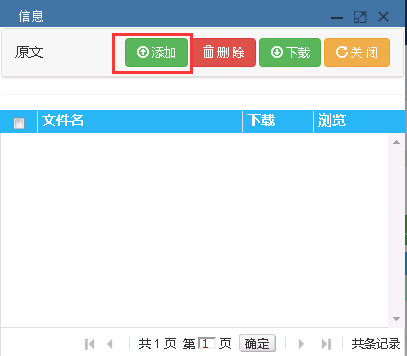 信息
原文 添加 删 除 下载 关 闭
文件名 下载 浏览
共 1 页 第 1 页 确定 共条记录